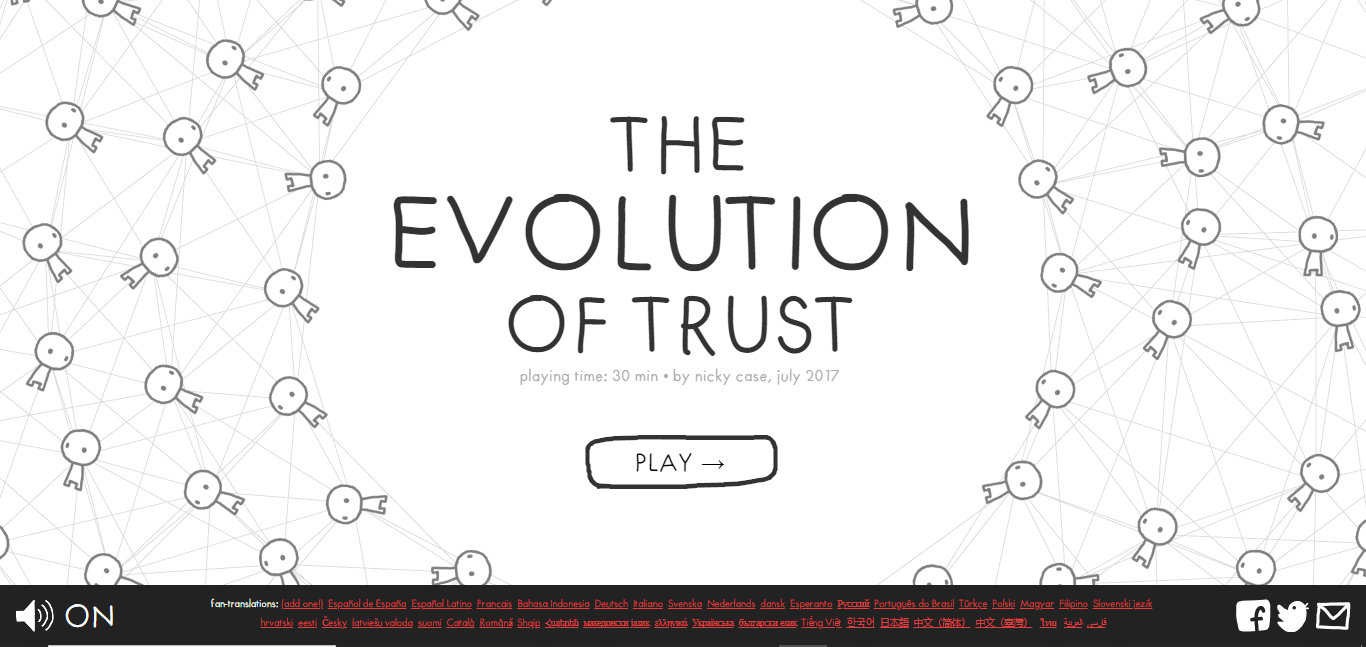 THE
EVOLUTION
OF TRUST
playing time: 30 min • by nicky case, july 2017
PLAY →
ON
fan-translations: (add one!) Español de España Español Latino Français Bahasa Indonesia Deutsch Italiano Svenska Nederlands dansk Esperanto Русский Português do Brasil Türkçe Polski Magyar Filipino Slovenski jezik
hrvatski eesti Česky latviešu valoda suomi Català Română Shqip Հայերեն македонски јазик ελληνικά Українська български език Tiếng Việt 한국어 日本語 中文（简体） 中文（臺灣） ไทย العربية فارسی